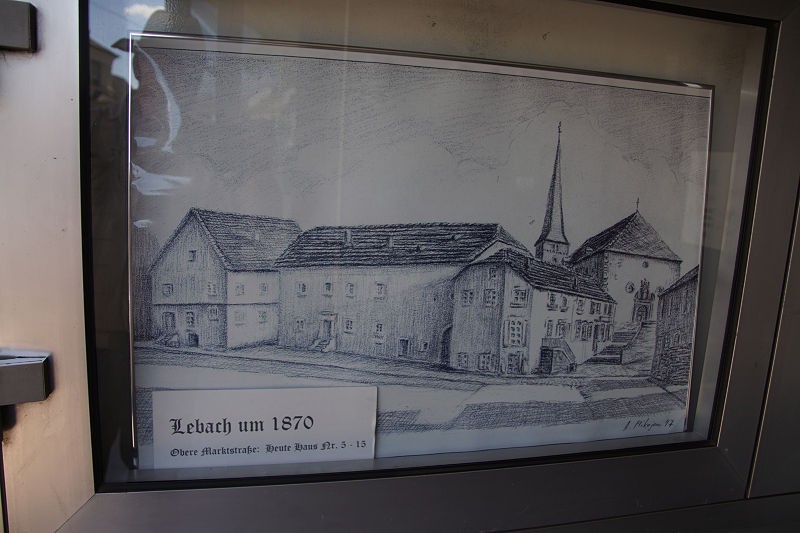 Lebach um 1870
Obere Marktstraße: Heute Haus Nr. 5 - 15